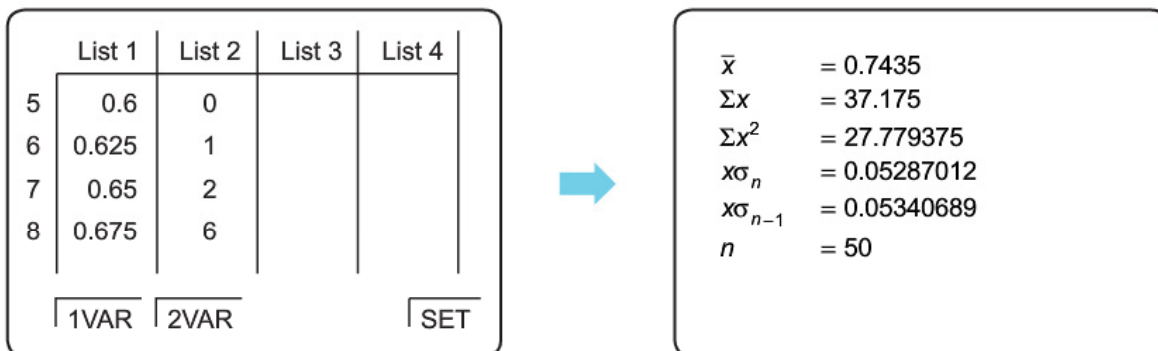 List 1 List 2 List 3 List 4
5 0.6 0
6 0.625 1
7 0.65 2
8 0.675 6
1VAR 2VAR SET
x̄ = 0.7435
Σx = 37.175
Σx² = 27.779375
xσₙ = 0.05287012
xσₙ₋₁ = 0.05340689
n = 50